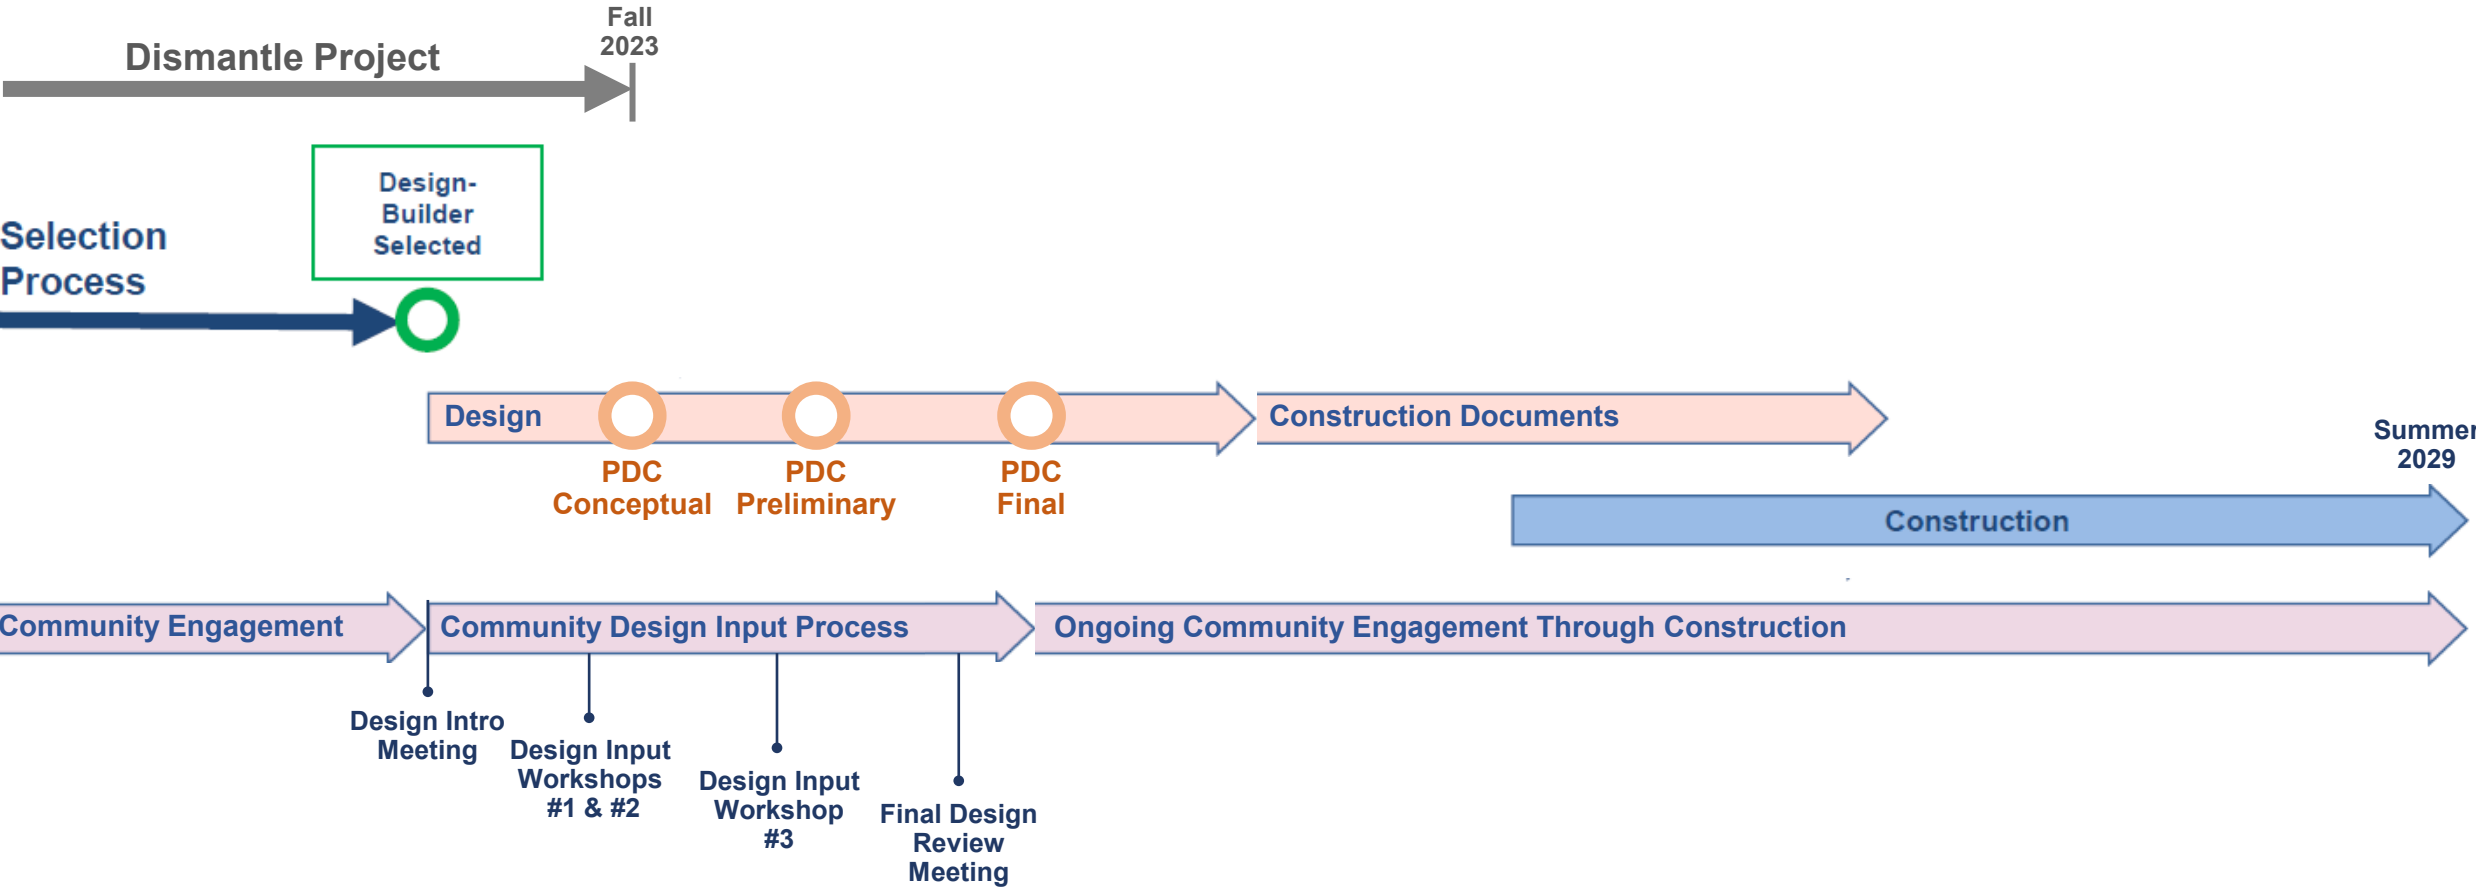 Fall
2023
Dismantle Project
Design-
Builder
Selected
Selection
Process
Design
Construction Documents
PDC
Conceptual
PDC
Preliminary
PDC
Final
Summer
2029
Construction
Community Engagement
Community Design Input Process
Ongoing Community Engagement Through Construction
Design Intro
Meeting
Design Input
Workshops
#1 & #2
Design Input
Workshop
#3
Final Design
Review
Meeting